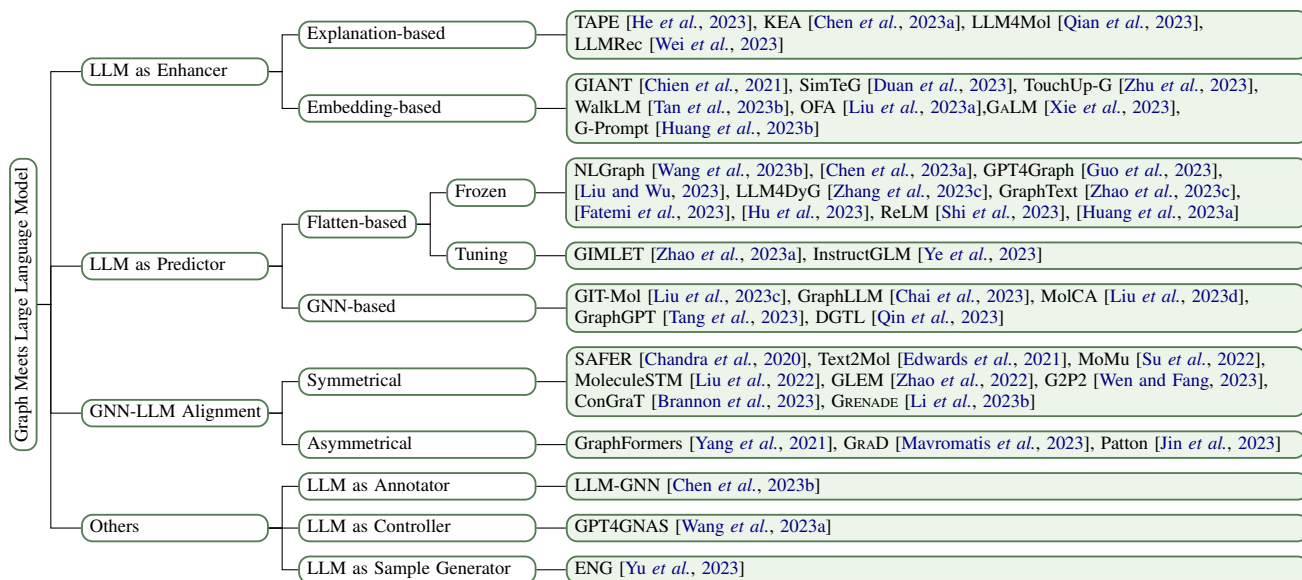 Graph Meets Large Language Model
LLM as Enhancer
Explanation-based
TAPE [He et al., 2023], KEA [Chen et al., 2023a], LLM4Mol [Qian et al., 2023],
LLMRec [Wei et al., 2023]
Embedding-based
GIANT [Chien et al., 2021], SimTeG [Duan et al., 2023], TouchUp-G [Zhu et al., 2023],
WalkLM [Tan et al., 2023b], OFA [Liu et al., 2023a],GALM [Xie et al., 2023],
G-Prompt [Huang et al., 2023b]
LLM as Predictor
Flatten-based
Frozen
NLGraph [Wang et al., 2023b], [Chen et al., 2023a], GPT4Graph [Guo et al., 2023],
[Liu and Wu, 2023], LLM4DyG [Zhang et al., 2023c], GraphText [Zhao et al., 2023c],
[Fatemi et al., 2023], [Hu et al., 2023], ReLM [Shi et al., 2023], [Huang et al., 2023a]
Tuning
GIMLET [Zhao et al., 2023a], InstructGLM [Ye et al., 2023]
GNN-based
GIT-Mol [Liu et al., 2023c], GraphLLM [Chai et al., 2023], MolCA [Liu et al., 2023d],
GraphGPT [Tang et al., 2023], DGTL [Qin et al., 2023]
GNN-LLM Alignment
Symmetrical
SAFER [Chandra et al., 2020], Text2Mol [Edwards et al., 2021], MoMu [Su et al., 2022],
MoleculeSTM [Liu et al., 2022], GLEM [Zhao et al., 2022], G2P2 [Wen and Fang, 2023],
ConGraT [Brannon et al., 2023], GRENADE [Li et al., 2023b]
Asymmetrical
GraphFormers [Yang et al., 2021], GRAD [Mavromatis et al., 2023], Patton [Jin et al., 2023]
Others
LLM as Annotator
LLM-GNN [Chen et al., 2023b]
LLM as Controller
GPT4GNAS [Wang et al., 2023a]
LLM as Sample Generator
ENG [Yu et al., 2023]